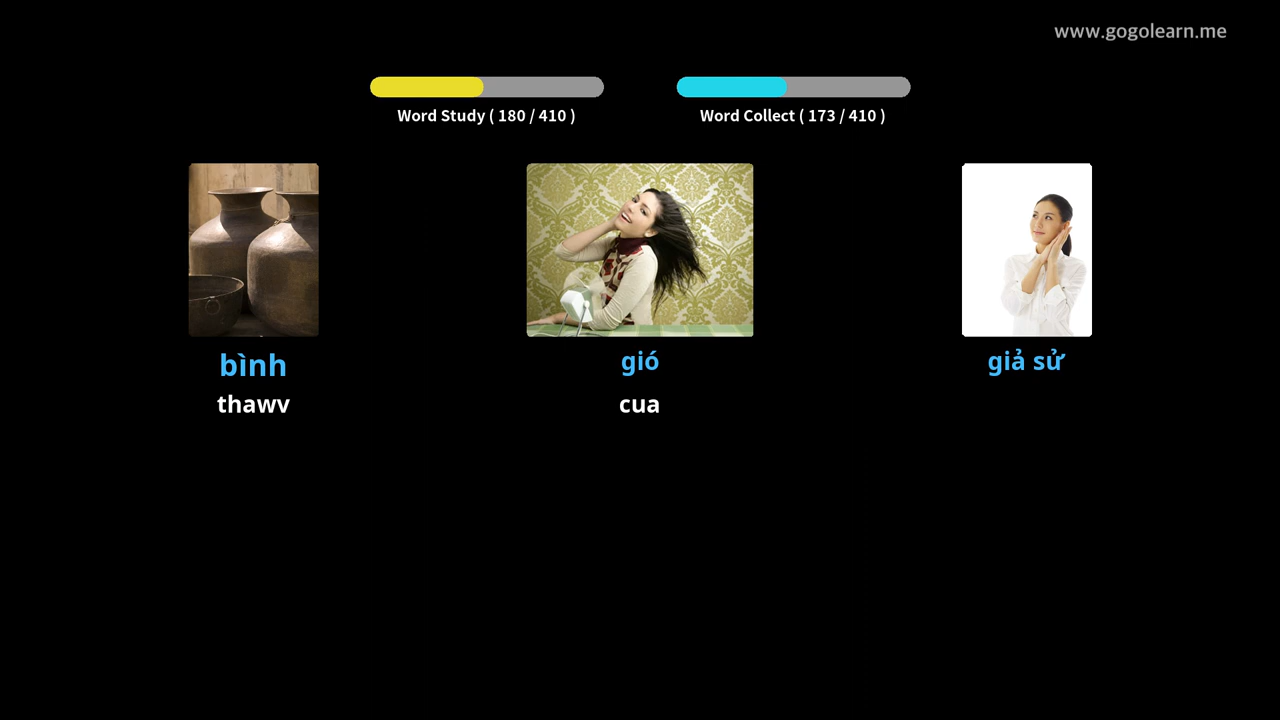 www.gogolearn.me
Word Study ( 180 / 410 )
Word Collect ( 173 / 410 )
bình
thawv
gió
cua
giả sử